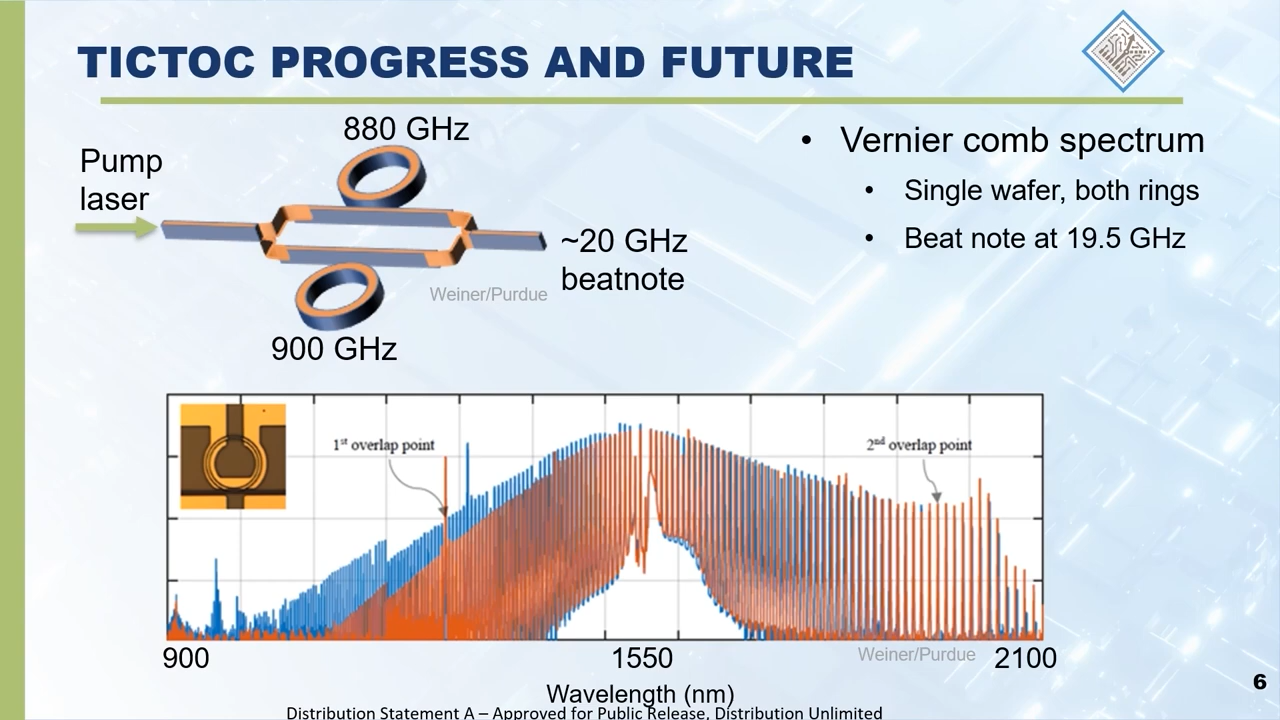 TICTOC PROGRESS AND FUTURE
880 GHz
Pump
laser
~20 GHz
beatnote
Weiner/Purdue
900 GHz
• Vernier comb spectrum
• Single wafer, both rings
• Beat note at 19.5 GHz
1st overlap point
2nd overlap point
900
1550
Weiner/Purdue
2100
Wavelength (nm)
6
Distribution Statement A – Approved for Public Release, Distribution Unlimited